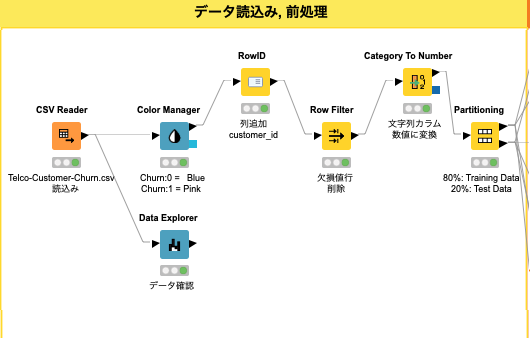 データ読込み, 前処理
RowID
列追加
customer_id
Category To Number
文字列カラム
数値に変換
CSV Reader
Telco-Customer-Churn.csv
読込み
Color Manager
Churn:0 = Blue
Churn:1 = Pink
Row Filter
欠損値行
削除
Partitioning
80%: Training Data
20%: Test Data
Data Explorer
データ確認